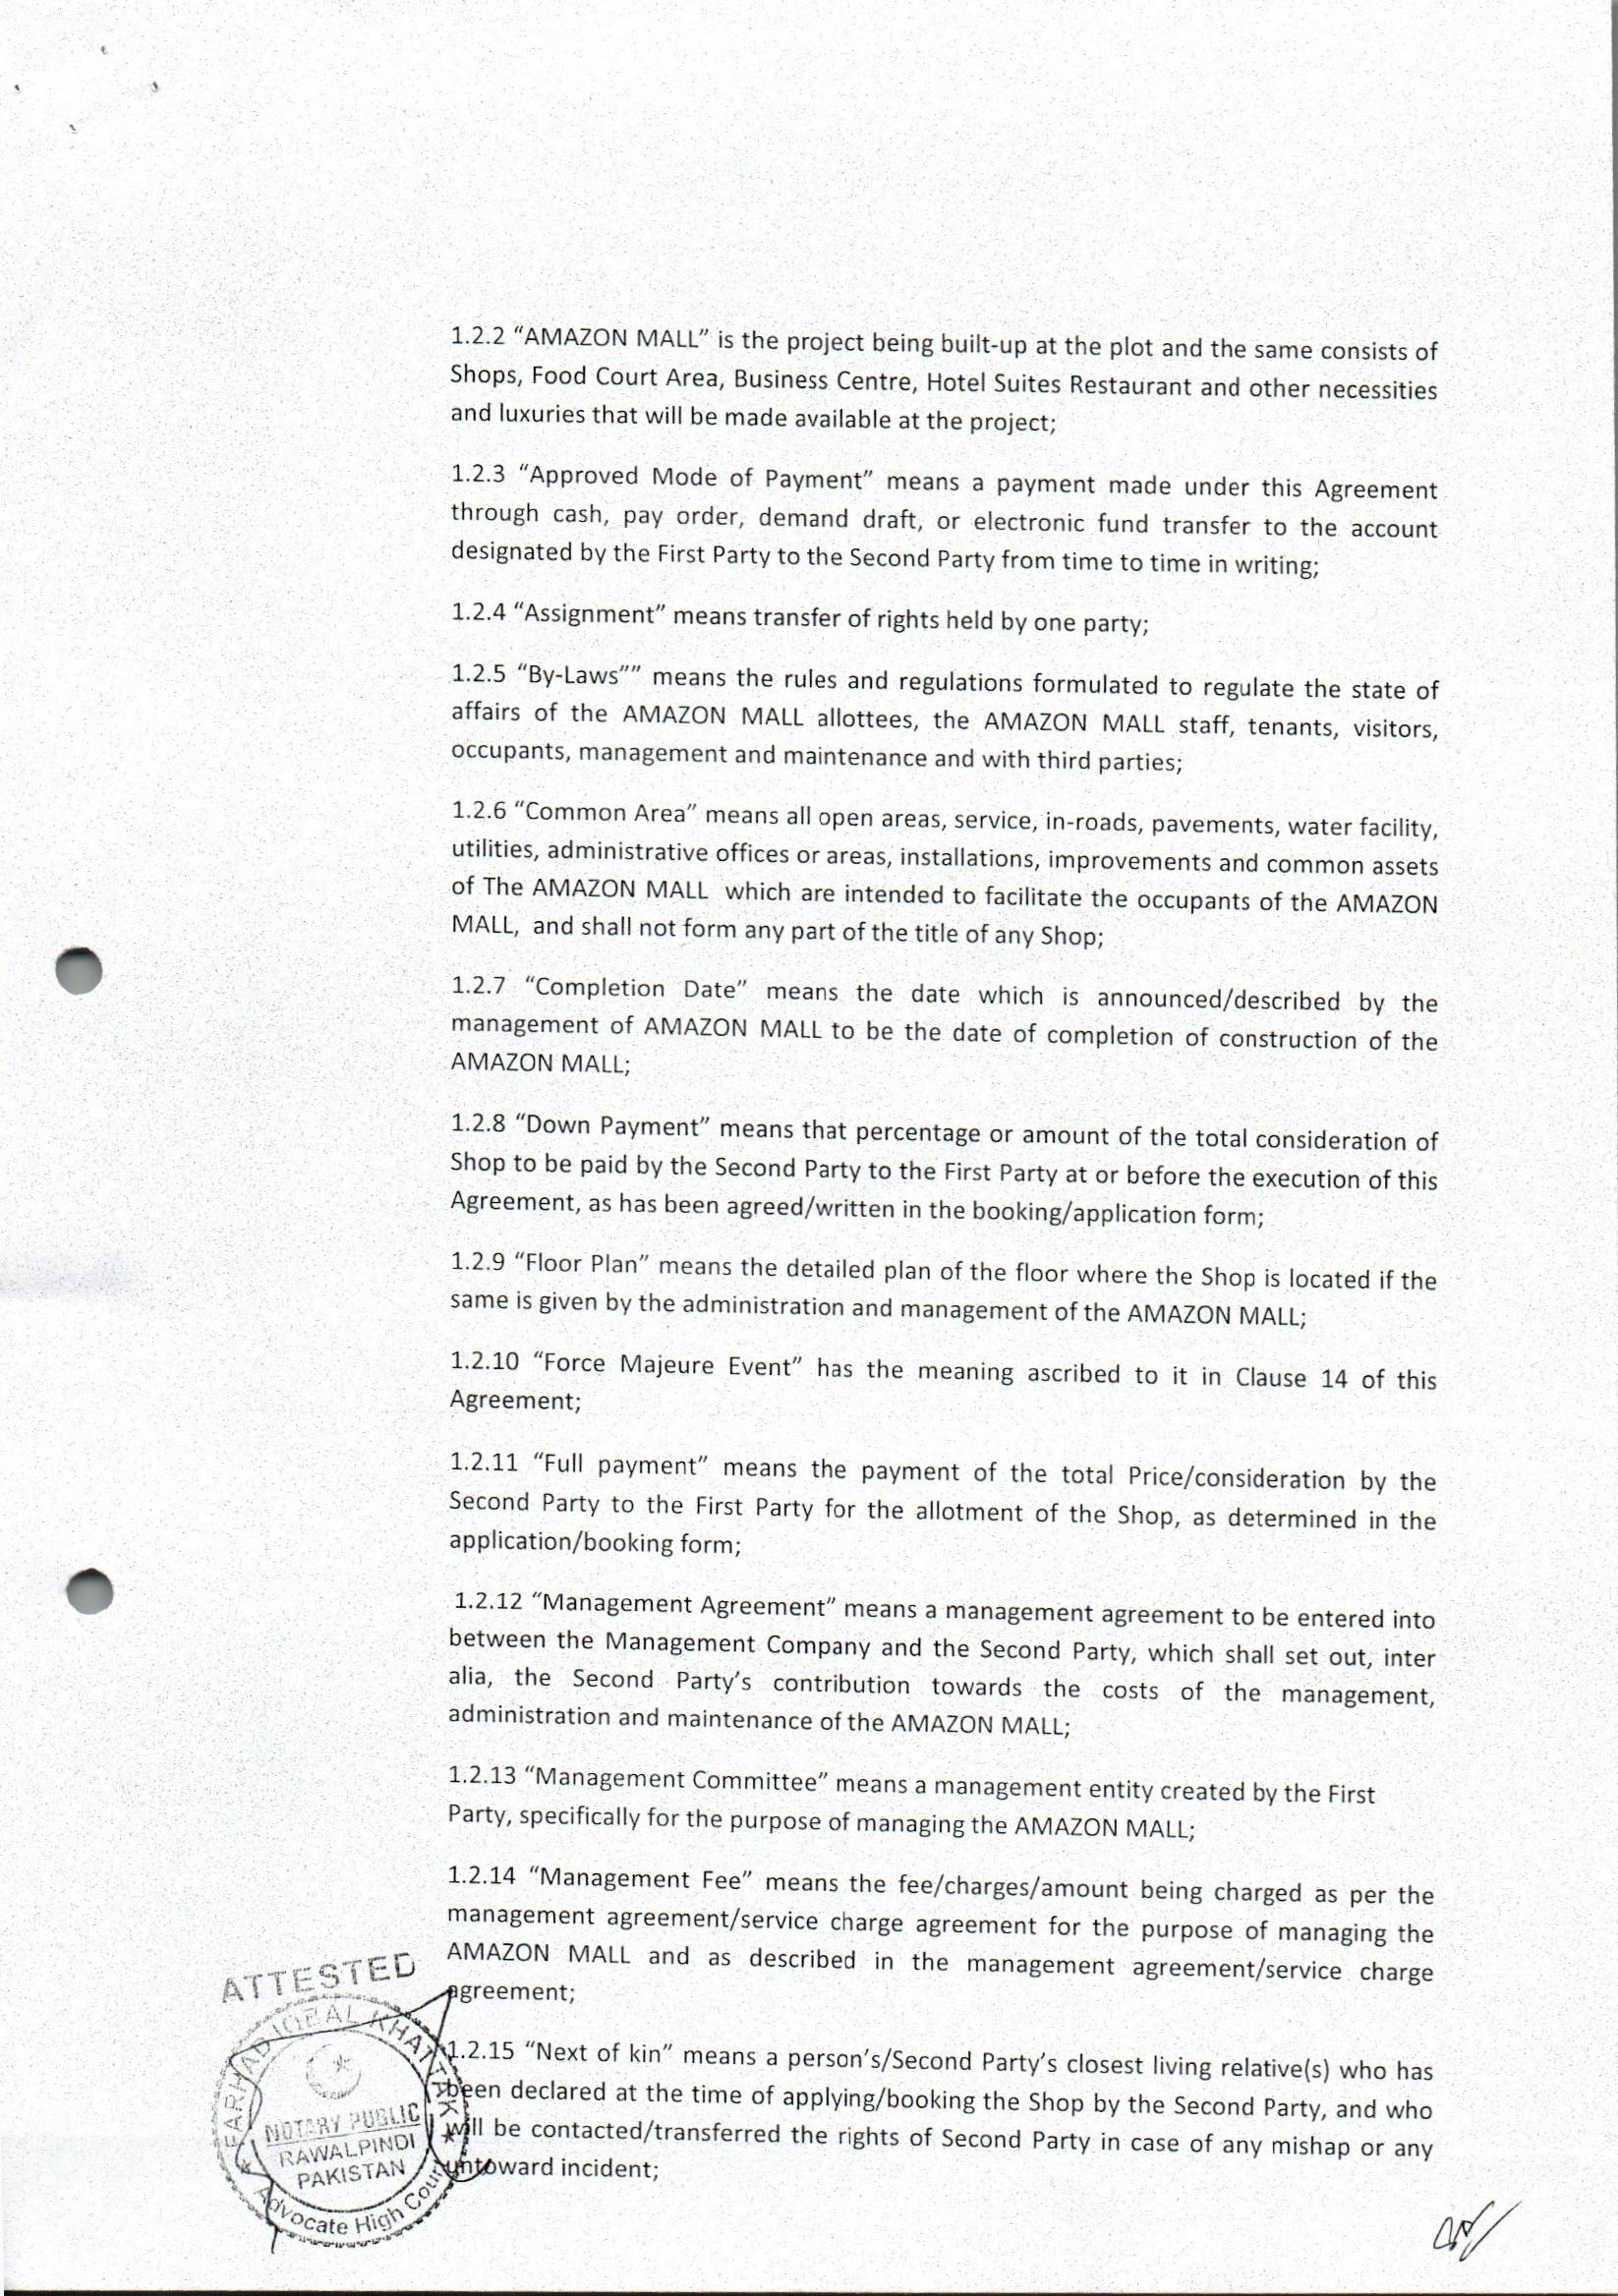 1.2.2 “AMAZON MALL” is the project being built-up at the plot and the same consists of
Shops, Food Court Area, Business Centre, Hotel Suites Restaurant and other necessities
and luxuries that will be made available at the project;
1.2.3 “Approved Mode of Payment” means a payment made under this Agreement
through cash, pay order, demand draft, or electronic fund transfer to the account
designated by the First Party to the Second Party from time to time in writing;
1.2.4 “Assignment” means transfer of rights held by one party;
1.2.5 “By-Laws”” means the rules and regulations formulated to regulate the state of
affairs of the AMAZON MALL allottees, the AMAZON MALL staff, tenants, visitors,
occupants, management and maintenance and with third parties;
1.2.6 “Common Area” means all open areas, service, in-roads, pavements, water facility,
utilities, administrative offices or areas, installations, improvements and common assets
of The AMAZON MALL which are intended to facilitate the occupants of the AMAZON
MALL, and shall not form any part of the title of any Shop;
1.2.7 “Completion Date” means the date which is announced/described by the
management of AMAZON MALL to be the date of completion of construction of the
AMAZON MALL;
1.2.8 “Down Payment” means that percentage or amount of the total consideration of
Shop to be paid by the Second Party to the First Party at or before the execution of this
Agreement, as has been agreed/written in the booking/application form;
1.2.9 “Floor Plan” means the detailed plan of the floor where the Shop is located if the
same is given by the administration and management of the AMAZON MALL;
1.2.10 “Force Majeure Event” has the meaning ascribed to it in Clause 14 of this
Agreement;
1.2.11 “Full payment” means the payment of the total Price/consideration by the
Second Party to the First Party for the allotment of the Shop, as determined in the
application/booking form;
1.2.12 “Management Agreement” means a management agreement to be entered into
between the Management Company and the Second Party, which shall set out, inter
alia, the Second Party’s contribution towards the costs of the management,
administration and maintenance of the AMAZON MALL;
1.2.13 “Management Committee” means a management entity created by the First
Party, specifically for the purpose of managing the AMAZON MALL;
1.2.14 “Management Fee” means the fee/charges/amount being charged as per the
management agreement/service charge agreement for the purpose of managing the
AMAZON MALL and as described in the management agreement/service charge
agreement;
1.2.15 “Next of kin” means a person’s/Second Party’s closest living relative(s) who has
been declared at the time of applying/booking the Shop by the Second Party, and who
will be contacted/transferred the rights of Second Party in case of any mishap or any
untoward incident;
ATTESTED
FARHAD IQBAL KHATTAK
NOTARY PUBLIC
RAWALPINDI
PAKISTAN
Advocate High Court